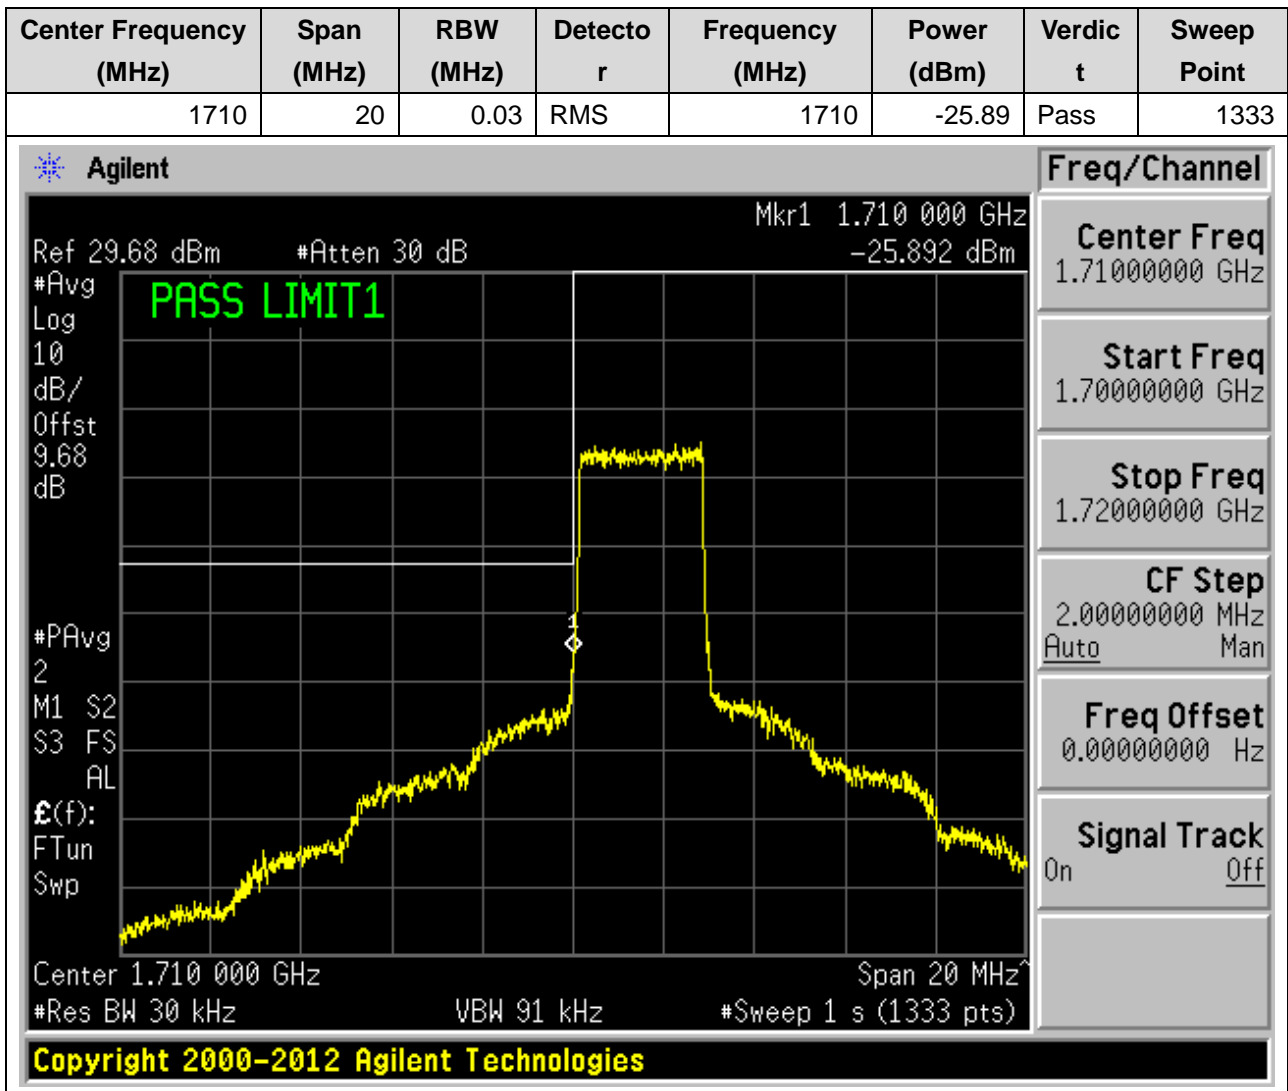 Center Frequency (MHz) Span (MHz) RBW (MHz) Detecto r Frequency (MHz) Power (dBm) Verdic t Sweep Point
1710 20 0.03 RMS 1710 -25.89 Pass 1333
Agilent
Freq/Channel
Mkr1 1.710 000 GHz
Ref 29.68 dBm #Atten 30 dB -25.892 dBm
#Avg
Log
10
dB/
Offst
9.68
dB
PASS LIMIT1
1
#PAvg
2
M1 S2
S3 FS
AL
£(f):
FTun
Swp
Center 1.710 000 GHz Span 20 MHz^
#Res BW 30 kHz VBW 91 kHz #Sweep 1 s (1333 pts)
Center Freq
1.71000000 GHz
Start Freq
1.70000000 GHz
Stop Freq
1.72000000 GHz
CF Step
2.00000000 MHz
Auto Man
Freq Offset
0.00000000 Hz
Signal Track
On Off
Copyright 2000-2012 Agilent Technologies